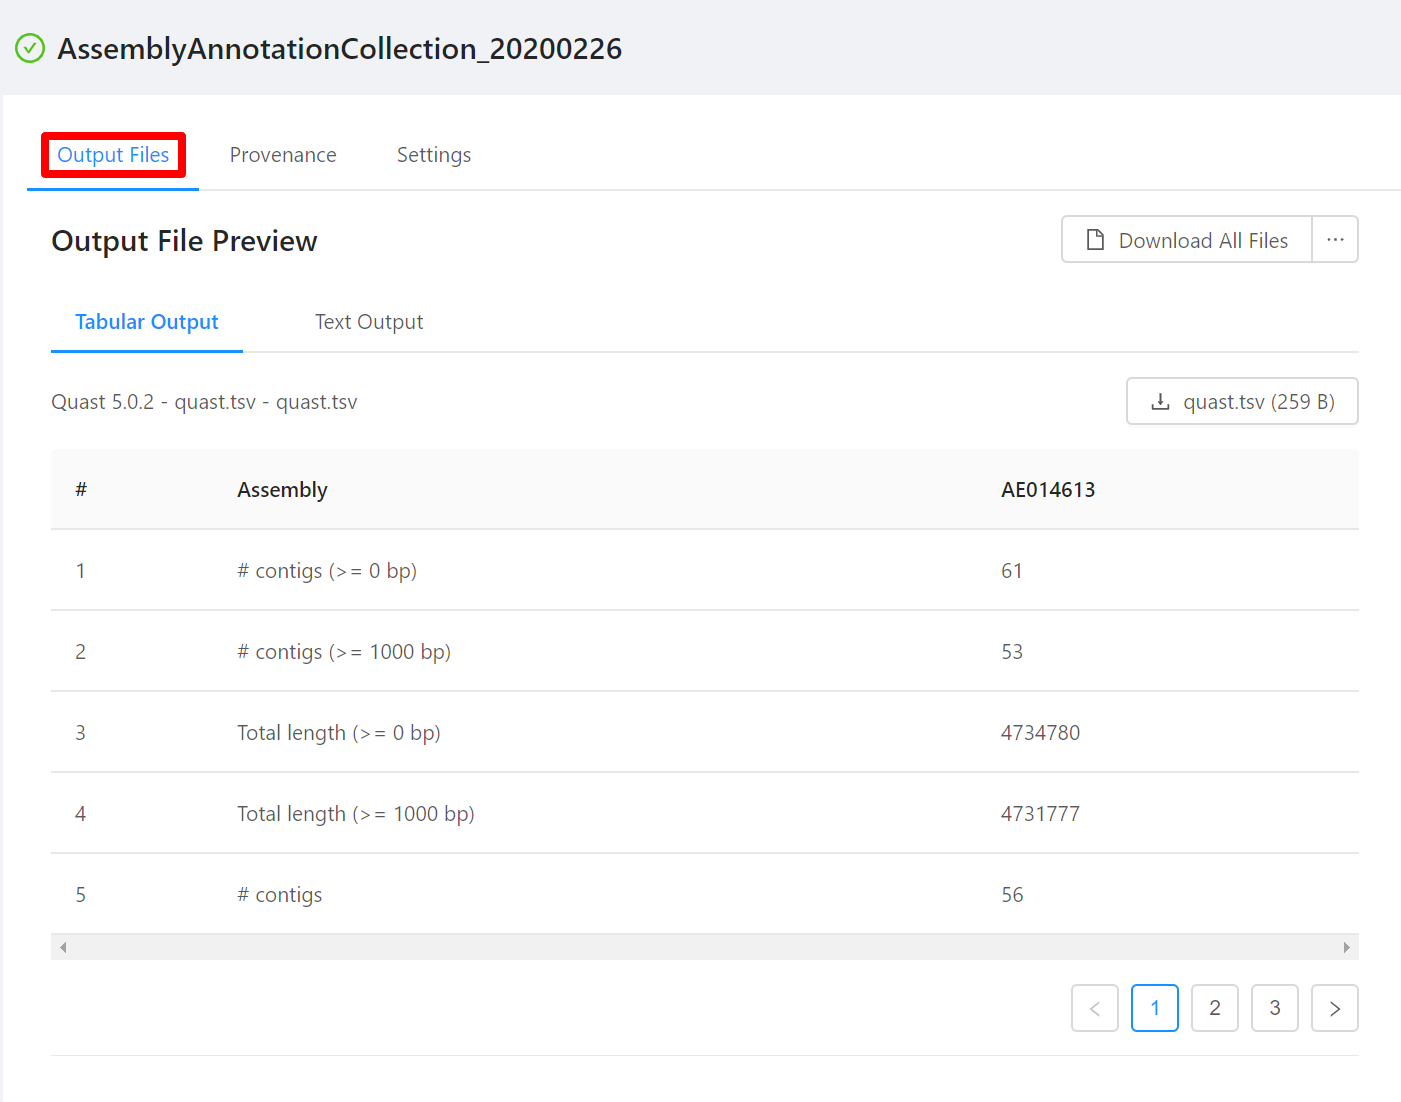 AssemblyAnnotationCollection_20200226
Output Files Provenance Settings
Output File Preview
Download All Files ···
Tabular Output Text Output
Quast 5.0.2 - quast.tsv - quast.tsv
quast.tsv (259 B)
# Assembly AE014613
1 # contigs (>= 0 bp) 61
2 # contigs (>= 1000 bp) 53
3 Total length (>= 0 bp) 4734780
4 Total length (>= 1000 bp) 4731777
5 # contigs 56
< 1 2 3 >